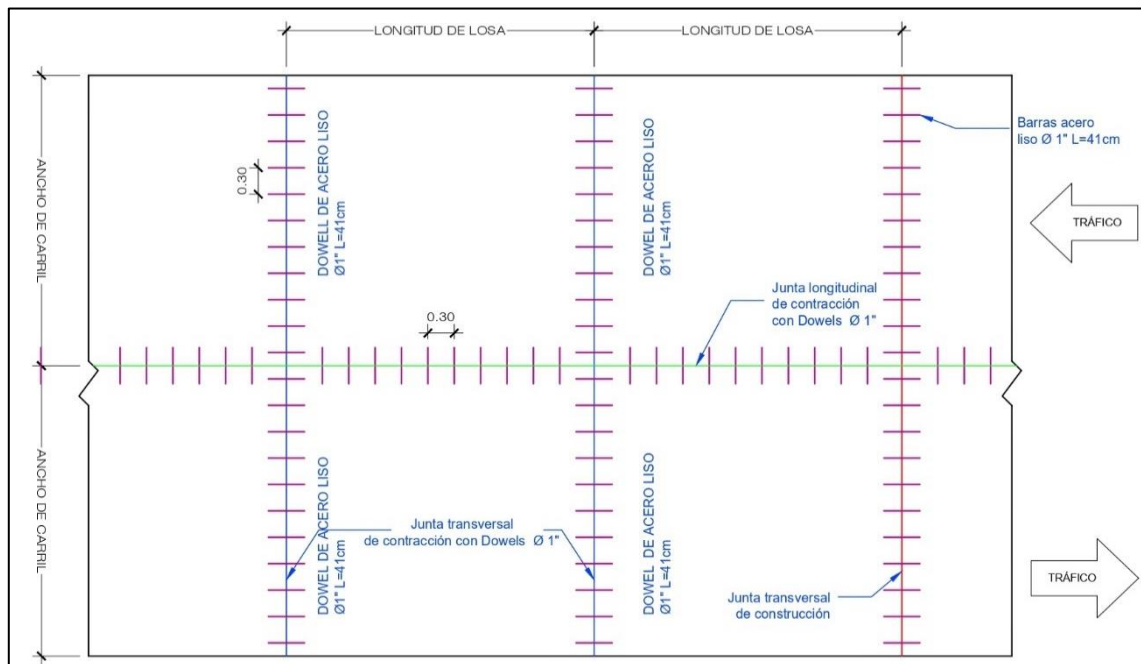 LONGITUD DE LOSA
LONGITUD DE LOSA
ANCHO DE CARRIL
0.30
DOWELL DE ACERO LISO
Ø1" L=41cm
DOWEL DE ACERO LISO
Ø1" L=41cm
Barras acero
liso Ø 1" L=41cm
TRÁFICO
Junta longitudinal
de contracción
con Dowels Ø 1"
0.30
ANCHO DE CARRIL
DOWEL DE ACERO LISO
Ø1" L=41cm
Junta transversal
de contracción con Dowels Ø 1"
DOWEL DE ACERO LISO
Ø1" L=41cm
Junta transversal
de construcción
TRÁFICO